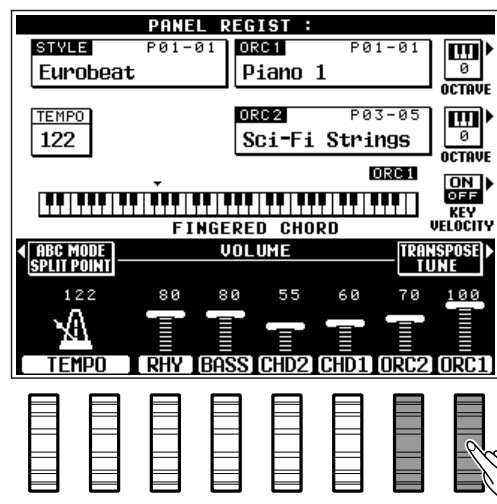 PANEL REGIST :
STYLE P01-01 ORC1 P01-01
Eurobeat Piano 1
0
OCTAVE
TEMPO ORC2 P03-05
122 Sci-Fi Strings
0
OCTAVE
ORC1
ON
OFF
KEY
VELOCITY
FINGERED CHORD
ABC MODE VOLUME TRANSPOSE
SPLIT POINT TUNE
122 80 80 55 60 70 100
TEMPO RHY BASS CHD2 CHD1 ORC2 ORC1